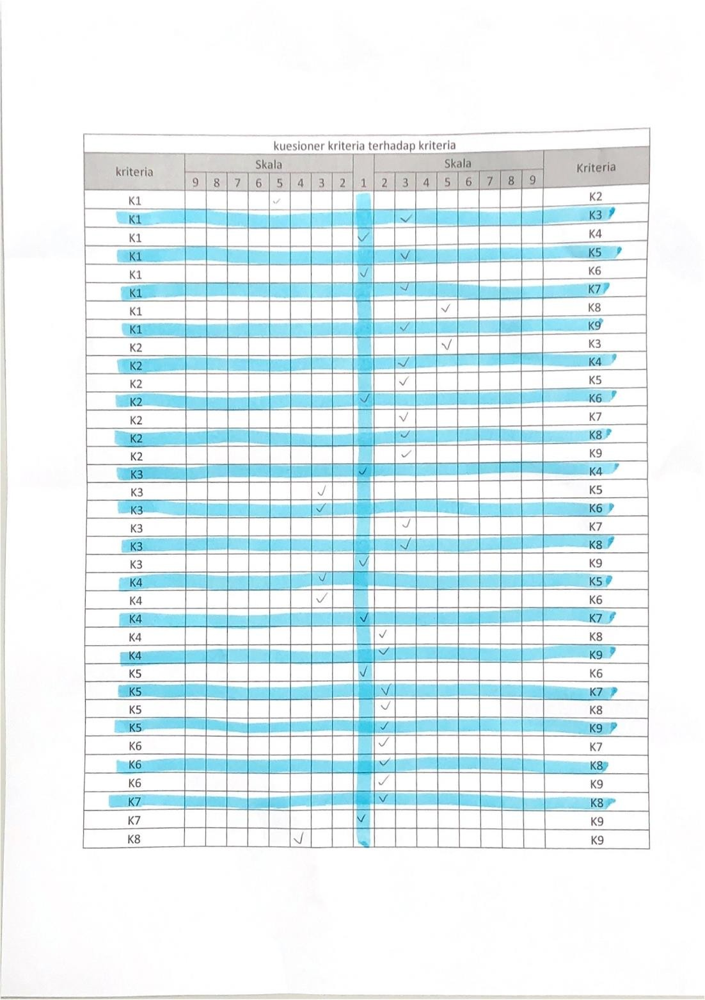 kuesioner kriteria terhadap kriteria
kriteria Skala Skala Kriteria
9 8 7 6 5 4 3 2 1 2 3 4 5 6 7 8 9
K1 ✓ K2
K1 ✓ K3
K1 ✓ K4
K1 ✓ K5
K1 ✓ K6
K1 ✓ K7
K1 ✓ K8
K1 ✓ K9
K2 ✓ K3
K2 ✓ K4
K2 ✓ K5
K2 ✓ K6
K2 ✓ K7
K2 ✓ K8
K2 ✓ K9
K3 ✓ K4
K3 ✓ K5
K3 ✓ K6
K3 ✓ K7
K3 ✓ K8
K3 ✓ K9
K4 ✓ K5
K4 ✓ K6
K4 ✓ K7
K4 ✓ K8
K4 ✓ K9
K5 ✓ K6
K5 ✓ K7
K5 ✓ K8
K5 ✓ K9
K6 ✓ K7
K6 ✓ K8
K6 ✓ K9
K7 ✓ K8
K7 ✓ K9
K8 ✓ K9